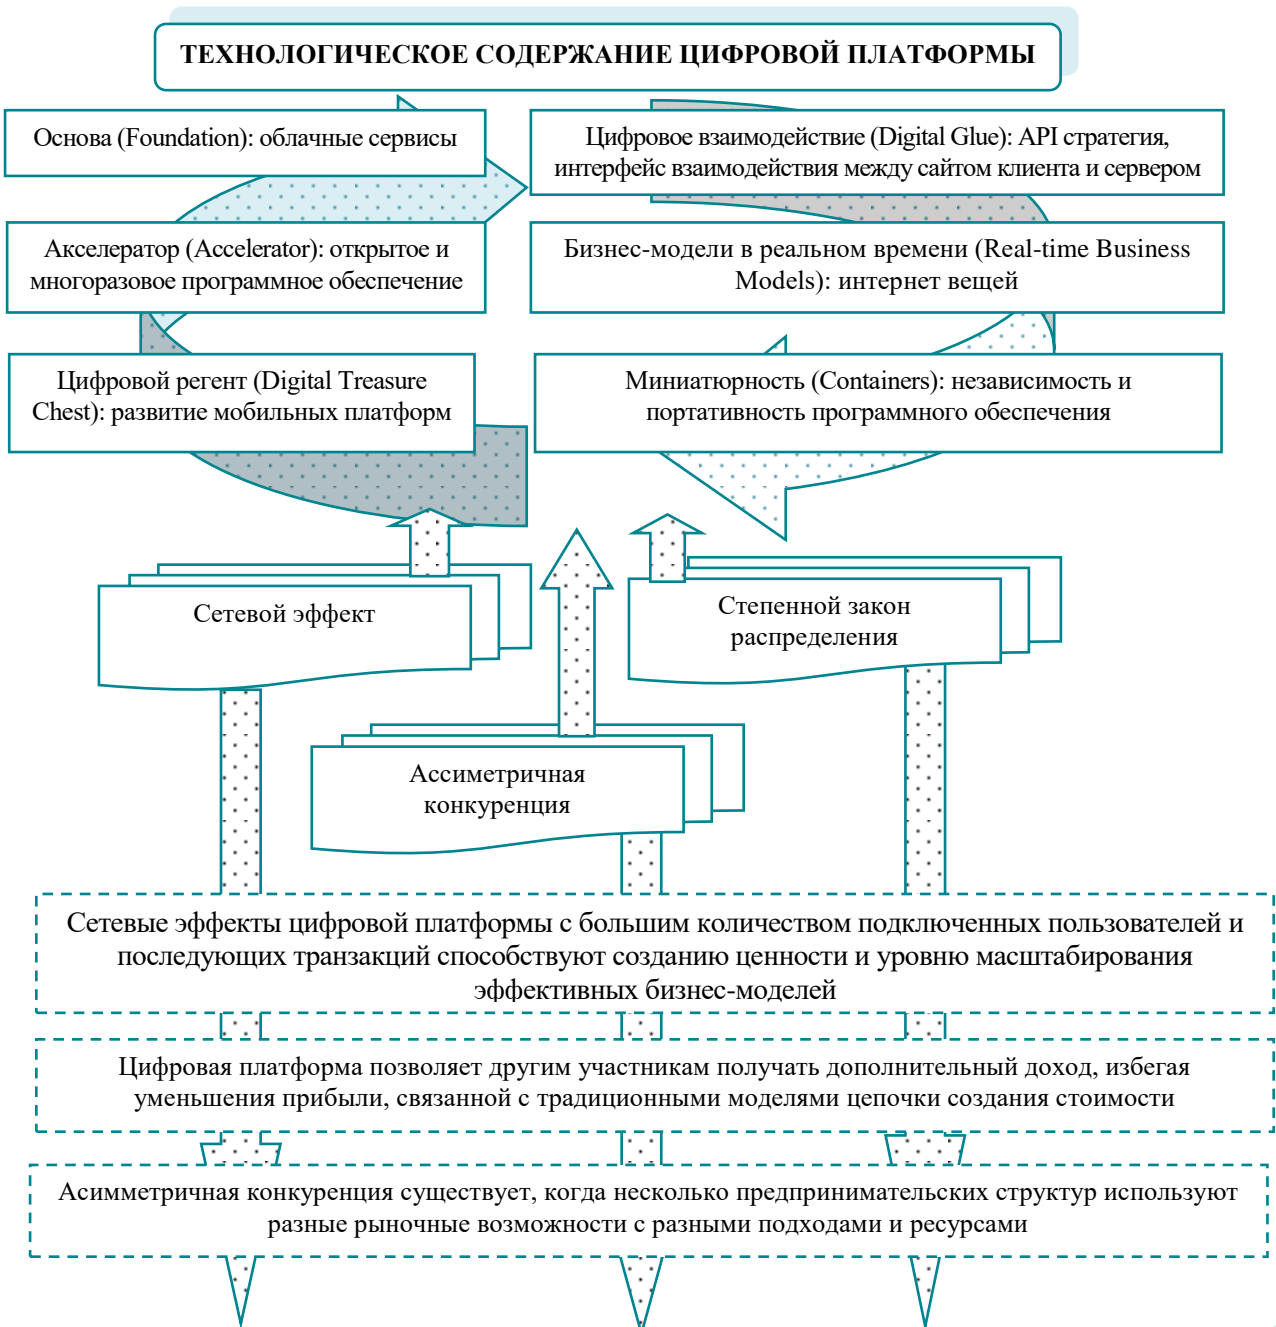 ТЕХНОЛОГИЧЕСКОЕ СОДЕРЖАНИЕ ЦИФРОВОЙ ПЛАТФОРМЫ
Основа (Foundation): облачные сервисы
Цифровое взаимодействие (Digital Glue): API стратегия,
интерфейс взаимодействия между сайтом клиента и сервером
Акселератор (Accelerator): открытое и
многоразовое программное обеспечение
Бизнес-модели в реальном времени (Real-time Business
Models): интернет вещей
Цифровой регент (Digital Treasure
Chest): развитие мобильных платформ
Миниатюрность (Containers): независимость и
портативность программного обеспечения
Сетевой эффект
Степенной закон
распределения
Ассиметричная
конкуренция
Сетевые эффекты цифровой платформы с большим количеством подключенных пользователей и
последующих транзакций способствуют созданию ценности и уровню масштабирования
эффективных бизнес-моделей
Цифровая платформа позволяет другим участникам получать дополнительный доход, избегая
уменьшения прибыли, связанной с традиционными моделями цепочки создания стоимости
Асимметричная конкуренция существует, когда несколько предпринимательских структур используют
разные рыночные возможности с разными подходами и ресурсами